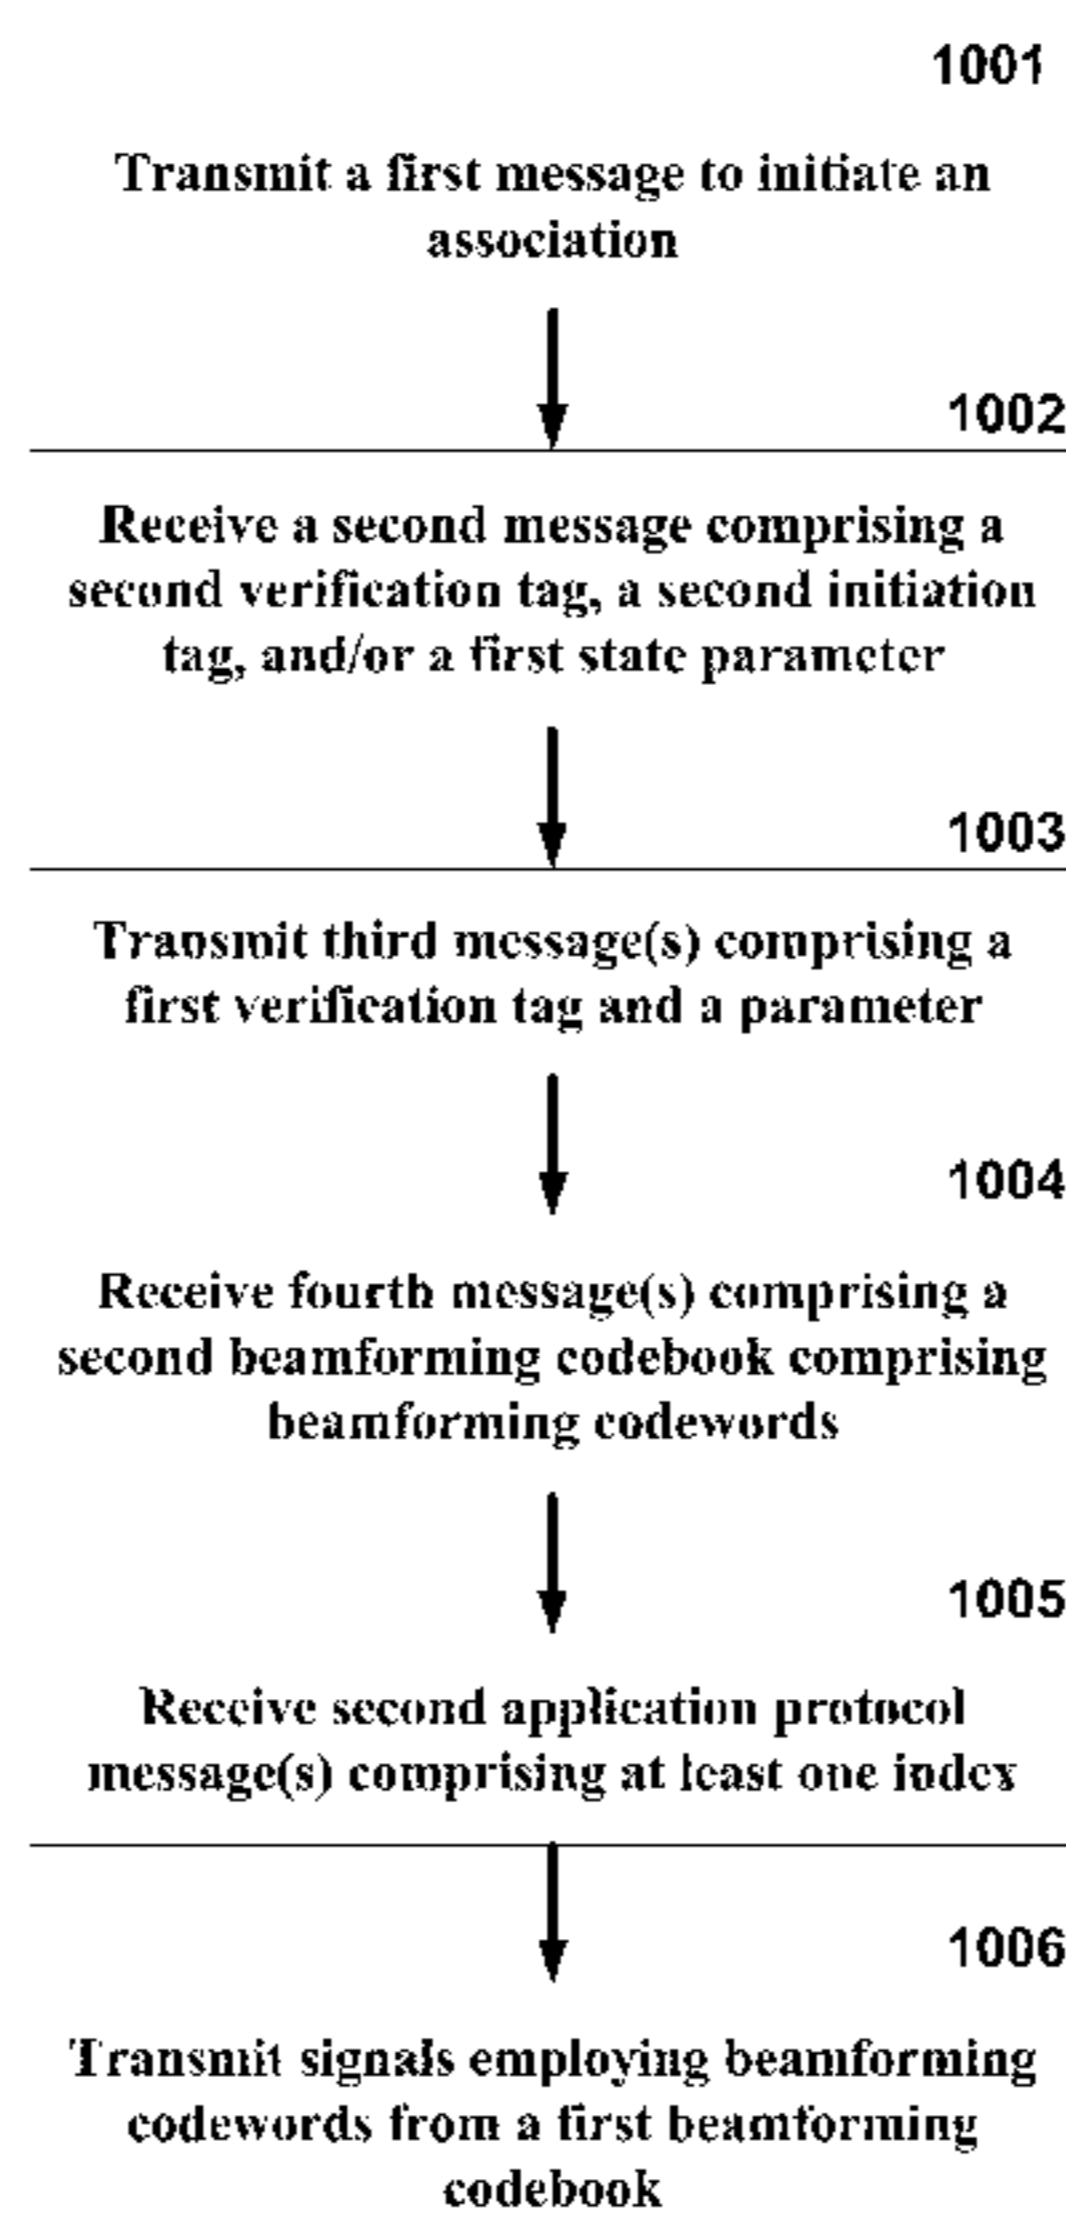 1001
Transmit a first message to initiate an
association
1002
Receive a second message comprising a
second verification tag, a second initiation
tag, and/or a first state parameter
1003
Transmit third message(s) comprising a
first verification tag and a parameter
1004
Receive fourth message(s) comprising a
second beamforming codebook comprising
beamforming codewords
1005
Receive second application protocol
message(s) comprising at least one index
1006
Transmit signals employing beamforming
codewords from a first beamforming
codebook